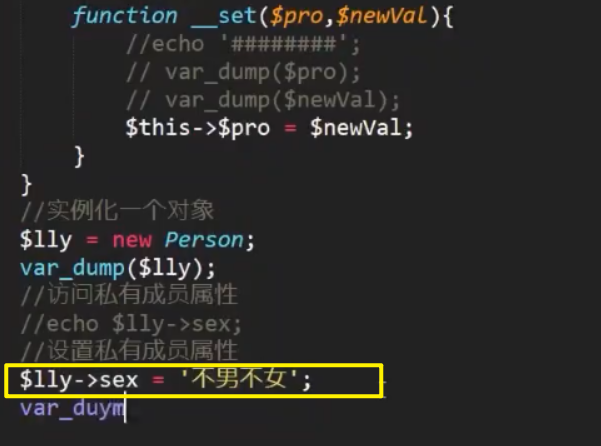 function __set($pro,$newVal){
//echo '########';
// var_dump($pro);
// var_dump($newVal);
$this->$pro = $newVal;
}
}
//实例化一个对象
$lly = new Person;
var_dump($lly);
//访问私有成员属性
//echo $lly->sex;
//设置私有成员属性
$lly->sex = '不男不女';
var_duym